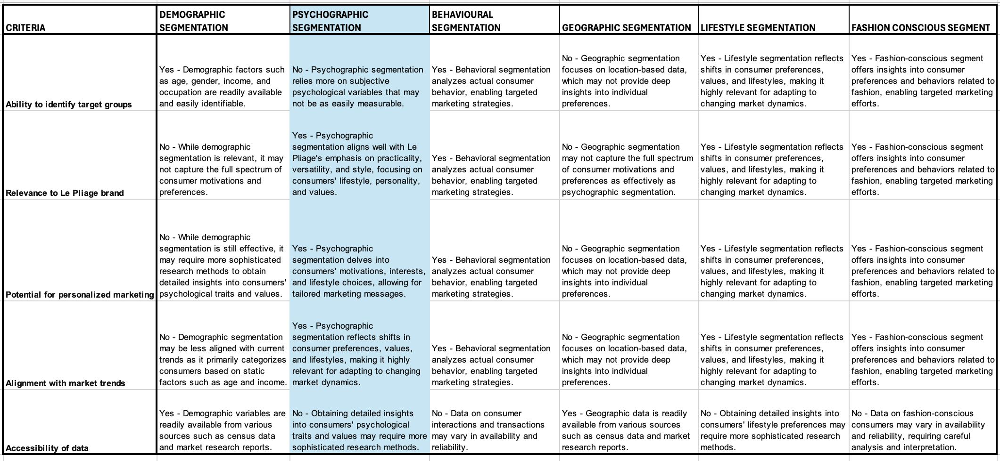 CRITERIA
DEMOGRAPHIC
SEGMENTATION
PSYCHOGRAPHIC
SEGMENTATION
BEHAVIOURAL
SEGMENTATION
GEOGRAPHIC SEGMENTATION
LIFESTYLE SEGMENTATION
FASHION CONSCIOUS SEGMENT
Ability to identify target groups
Yes - Demographic factors such
as age, gender, income, and
occupation are readily available
and easily identifiable.
No - Psychographic segmentation
relies more on subjective
psychological variables that may
not be as easily measurable.
Yes - Behavioral segmentation
analyzes actual consumer
behavior, enabling targeted
marketing strategies.
No - Geographic segmentation
focuses on location-based data,
which may not provide deep
insights into individual
preferences.
Yes - Lifestyle segmentation reflects
shifts in consumer preferences,
values, and lifestyles, making it
highly relevant for adapting to
changing market dynamics.
Yes - Fashion-conscious segment
offers insights into consumer
preferences and behaviors related to
fashion, enabling targeted marketing
efforts.
Relevance to Le Pliage brand
No - While demographic
segmentation is relevant, it may
not capture the full spectrum of
consumer motivations and
preferences.
Yes - Psychographic
segmentation aligns well with Le
Pliage's emphasis on practicality,
versatility, and style, focusing on
consumers' lifestyle, personality,
and values.
Yes - Behavioral segmentation
analyzes actual consumer
behavior, enabling targeted
marketing strategies.
No - Geographic segmentation
may not capture the full spectrum
of consumer motivations and
preferences as effectively as
psychographic segmentation.
Yes - Lifestyle segmentation reflects
shifts in consumer preferences,
values, and lifestyles, making it
highly relevant for adapting to
changing market dynamics.
Yes - Fashion-conscious segment
offers insights into consumer
preferences and behaviors related to
fashion, enabling targeted marketing
efforts.
Potential for personalized marketing
No - While demographic
segmentation is still effective, it
may require more sophisticated
research methods to obtain
detailed insights into consumers'
psychological traits and values.
Yes - Psychographic
segmentation delves into
consumers' motivations, interests,
and lifestyle choices, allowing for
tailored marketing messages.
Yes - Behavioral segmentation
analyzes actual consumer
behavior, enabling targeted
marketing strategies.
No - Geographic segmentation
focuses on location-based data,
which may not provide deep
insights into individual
preferences.
Yes - Lifestyle segmentation reflects
shifts in consumer preferences,
values, and lifestyles, making it
highly relevant for adapting to
changing market dynamics.
Yes - Fashion-conscious segment
offers insights into consumer
preferences and behaviors related to
fashion, enabling targeted marketing
efforts.
Alignment with market trends
No - Demographic segmentation
may be less aligned with current
trends as it primarily categorizes
consumers based on static
factors such as age and income.
Yes - Psychographic
segmentation reflects shifts in
consumer preferences, values,
and lifestyles, making it highly
relevant for adapting to changing
market dynamics.
Yes - Behavioral segmentation
analyzes actual consumer
behavior, enabling targeted
marketing strategies.
No - Geographic segmentation
focuses on location-based data,
which may not provide deep
insights into individual
preferences.
Yes - Lifestyle segmentation reflects
shifts in consumer preferences,
values, and lifestyles, making it
highly relevant for adapting to
changing market dynamics.
Yes - Fashion-conscious segment
offers insights into consumer
preferences and behaviors related to
fashion, enabling targeted marketing
efforts.
Accessibility of data
Yes - Demographic variables are
readily available from various
sources such as census data
and market research reports.
No - Obtaining detailed insights
into consumers' psychological
traits and values may require more
sophisticated research methods.
No - Data on consumer
interactions and transactions
may vary in availability and
reliability.
Yes - Geographic data is readily
available from various sources
such as census data and market
research reports.
No - Obtaining detailed insights into
consumers' lifestyle preferences may
require more sophisticated research
methods.
No - Data on fashion-conscious
consumers may vary in availability
and reliability, requiring careful
analysis and interpretation.